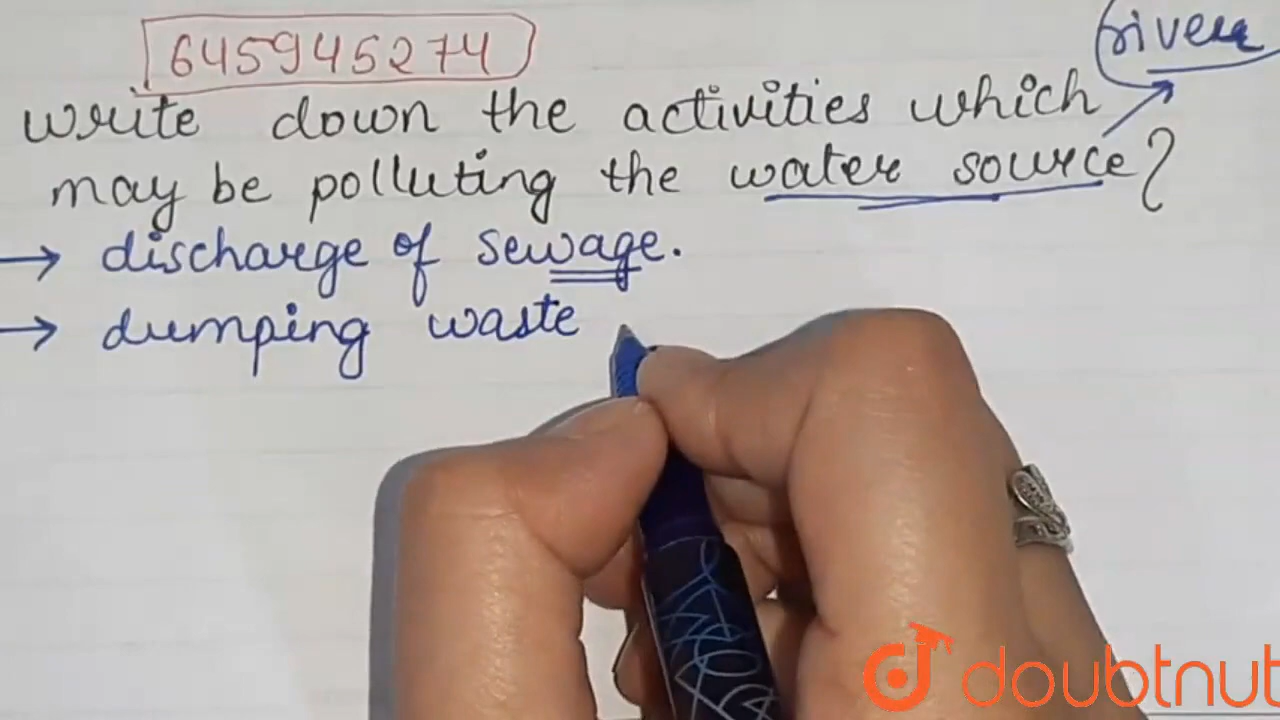 645945274
river
write down the activities which
may be polluting the water source?
→ discharge of sewage.
→ dumping waste
doubtnut